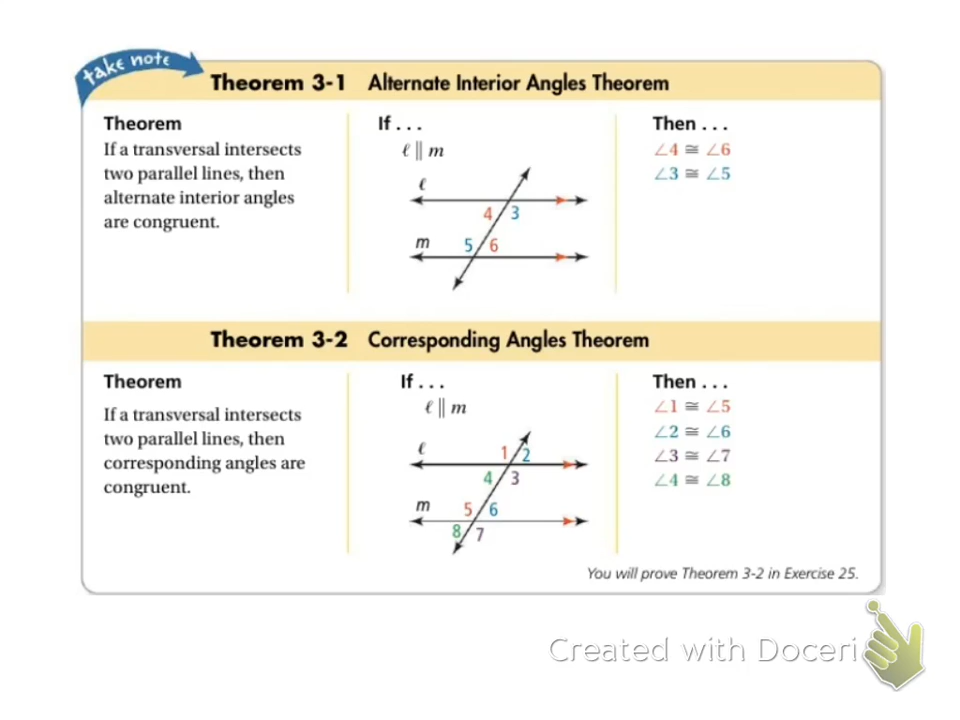 take note
Theorem 3-1 Alternate Interior Angles Theorem
Theorem
If a transversal intersects
two parallel lines, then
alternate interior angles
are congruent.
If . . .
ℓ ∥ m
ℓ
4 3
m 5 6
Then . . .
∠4 ≅ ∠6
∠3 ≅ ∠5
Theorem 3-2 Corresponding Angles Theorem
Theorem
If a transversal intersects
two parallel lines, then
corresponding angles are
congruent.
If . . .
ℓ ∥ m
ℓ 1 2
4 3
m 5 6
8 7
Then . . .
∠1 ≅ ∠5
∠2 ≅ ∠6
∠3 ≅ ∠7
∠4 ≅ ∠8
You will prove Theorem 3-2 in Exercise 25.
Created with Doceri